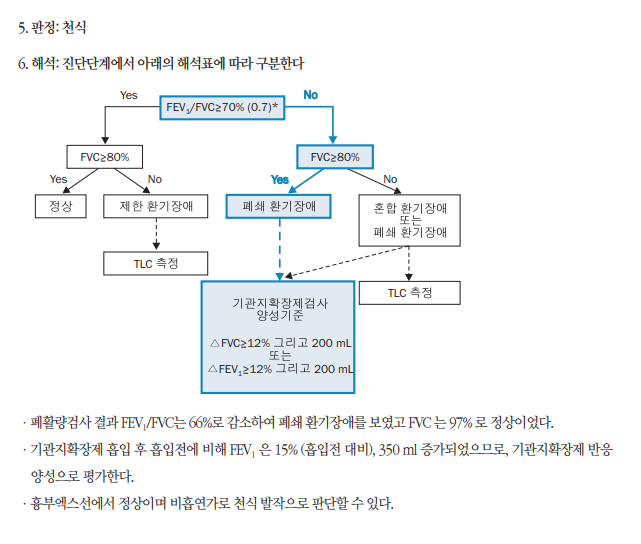 5. 판정: 천식
6. 해석: 진단단계에서 아래의 해석표에 따라 구분한다
Yes
No
FEV₁/FVC≥70% (0.7)*
FVC≥80%
FVC≥80%
Yes
No
Yes
No
정상
제한 환기장애
폐쇄 환기장애
혼합 환기장애
또는
폐쇄 환기장애
TLC 측정
TLC 측정
기관지확장제검사
양성기준
△FVC≥12% 그리고 200 mL
또는
△FEV₁≥12% 그리고 200 mL
· 폐활량검사 결과 FEV₁/FVC는 66%로 감소하여 폐쇄 환기장애를 보였고 FVC 는 97% 로 정상이었다.
· 기관지확장제 흡입 후 흡입전에 비해 FEV₁ 은 15% (흡입전 대비), 350 ml 증가되었으므로, 기관지확장제 반응
양성으로 평가한다.
· 흉부엑스선에서 정상이며 비흡연가로 천식 발작으로 판단할 수 있다.